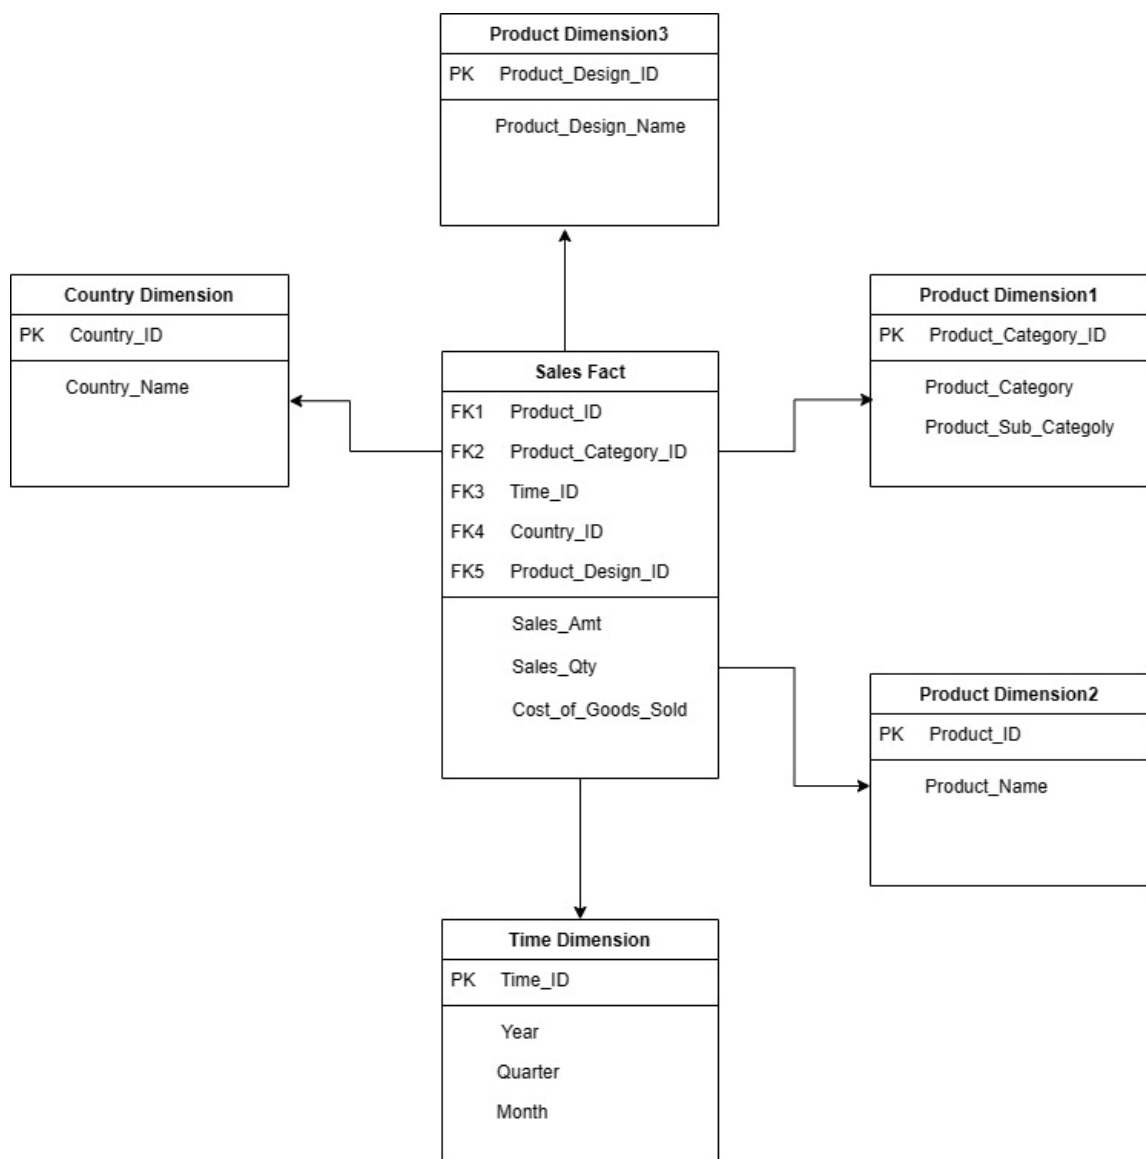 Product Dimension3
PK Product_Design_ID
Product_Design_Name
Country Dimension
PK Country_ID
Country_Name
Sales Fact
FK1 Product_ID
FK2 Product_Category_ID
FK3 Time_ID
FK4 Country_ID
FK5 Product_Design_ID
Sales_Amt
Sales_Qty
Cost_of_Goods_Sold
Product Dimension1
PK Product_Category_ID
Product_Category
Product_Sub_Categoly
Product Dimension2
PK Product_ID
Product_Name
Time Dimension
PK Time_ID
Year
Quarter
Month